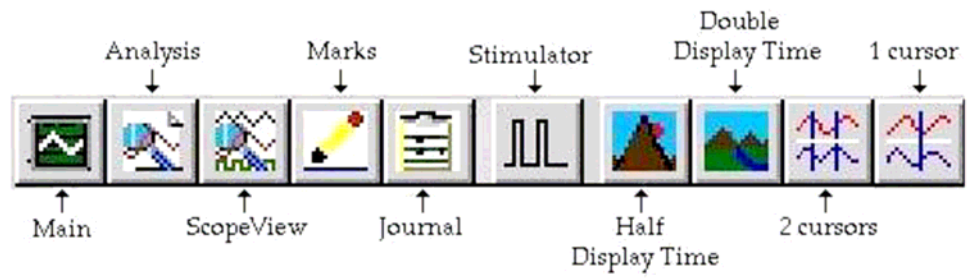 Analysis
Marks
Stimulator
Double
Display Time
1 cursor
Main
ScopeView
Journal
Half
Display Time
2 cursors